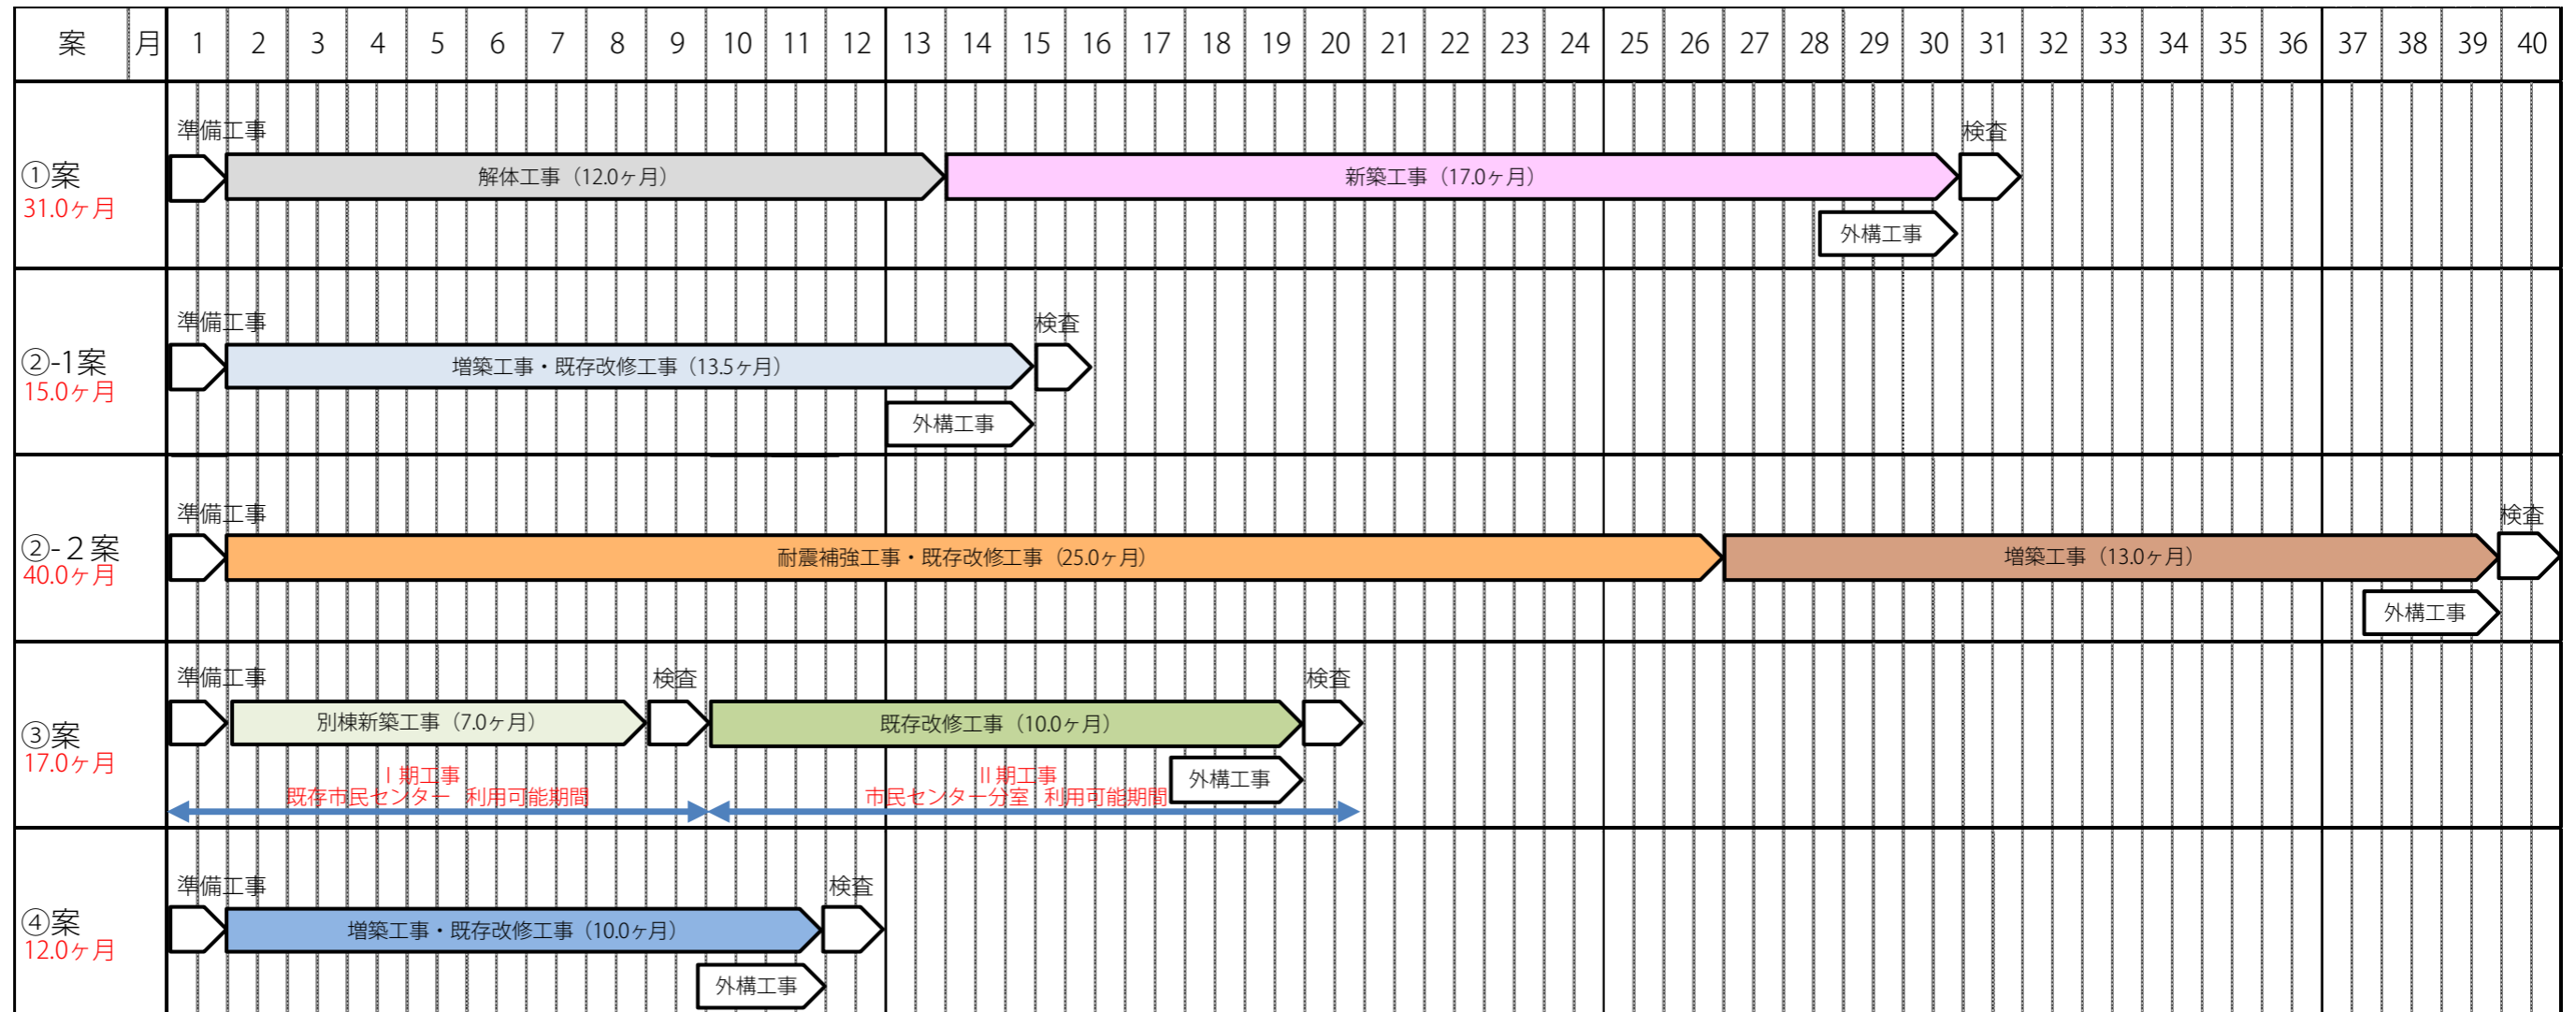 案 月 1 2 3 4 5 6 7 8 9 10 11 12 13 14 15 16 17 18 19 20 21 22 23 24 25 26 27 28 29 30 31 32 33 34 35 36 37 38 39 40
準備工事 検査
①案
31.0ヶ月
解体工事（12.0ヶ月） 新築工事（17.0ヶ月）
外構工事
準備工事 検査
②-1案
15.0ヶ月
増築工事・既存改修工事（13.5ヶ月）
外構工事
準備工事 検査
②-２案
40.0ヶ月
耐震補強工事・既存改修工事（25.0ヶ月） 増築工事（13.0ヶ月）
外構工事
準備工事 検査 検査
③案
17.0ヶ月
別棟新築工事（7.0ヶ月） 既存改修工事（10.0ヶ月）
外構工事
Ⅰ期工事 Ⅱ期工事
既存市民センター 利用可能期間 市民センター分室 利用可能期間
準備工事 検査
④案
12.0ヶ月
増築工事・既存改修工事（10.0ヶ月）
外構工事